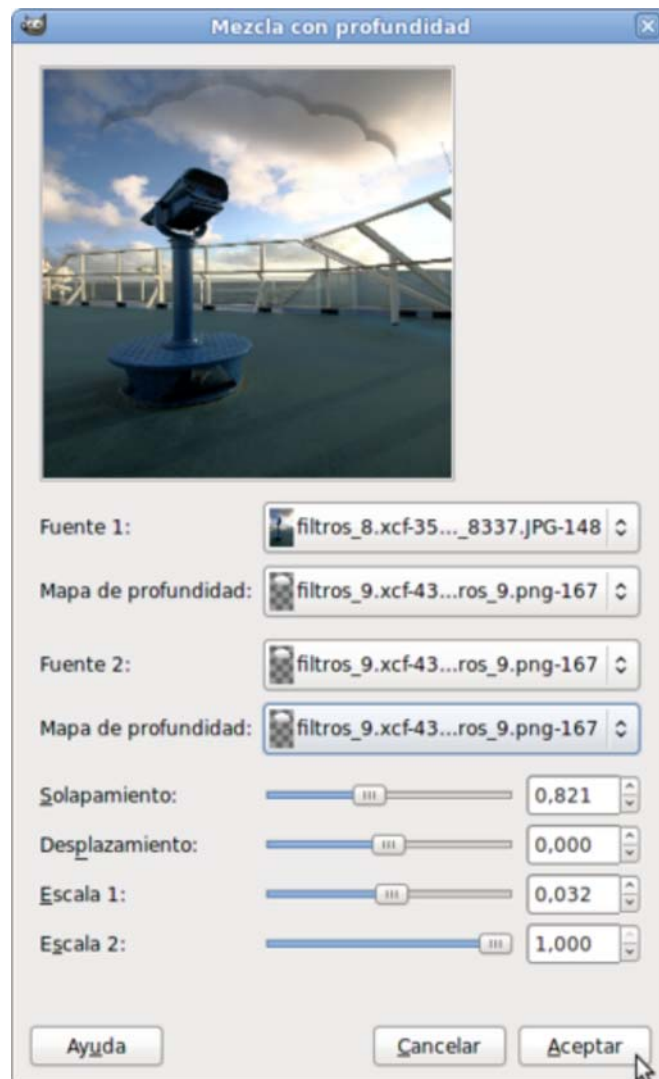 Mezcla con profundidad
Fuente 1:
filtros_8.xcf-35..._8337.JPG-148
Mapa de profundidad:
filtros_9.xcf-43...ros_9.png-167
Fuente 2:
filtros_9.xcf-43...ros_9.png-167
Mapa de profundidad:
filtros_9.xcf-43...ros_9.png-167
Solapamiento:
0,821
Desplazamiento:
0,000
Escala 1:
0,032
Escala 2:
1,000
Ayuda
Cancelar
Aceptar